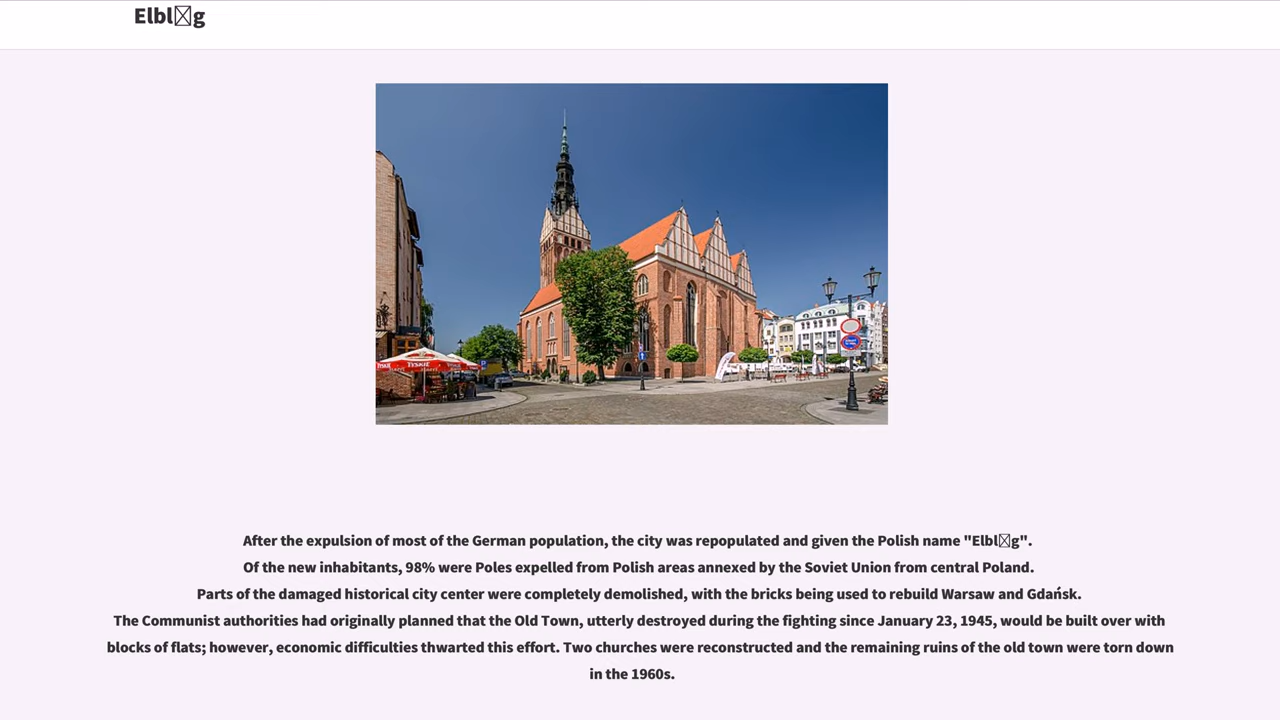 Elbl□g
TYSKIE
After the expulsion of most of the German population, the city was repopulated and given the Polish name "Elbl□g".
Of the new inhabitants, 98% were Poles expelled from Polish areas annexed by the Soviet Union from central Poland.
Parts of the damaged historical city center were completely demolished, with the bricks being used to rebuild Warsaw and Gdańsk.
The Communist authorities had originally planned that the Old Town, utterly destroyed during the fighting since January 23, 1945, would be built over with
blocks of flats; however, economic difficulties thwarted this effort. Two churches were reconstructed and the remaining ruins of the old town were torn down
in the 1960s.